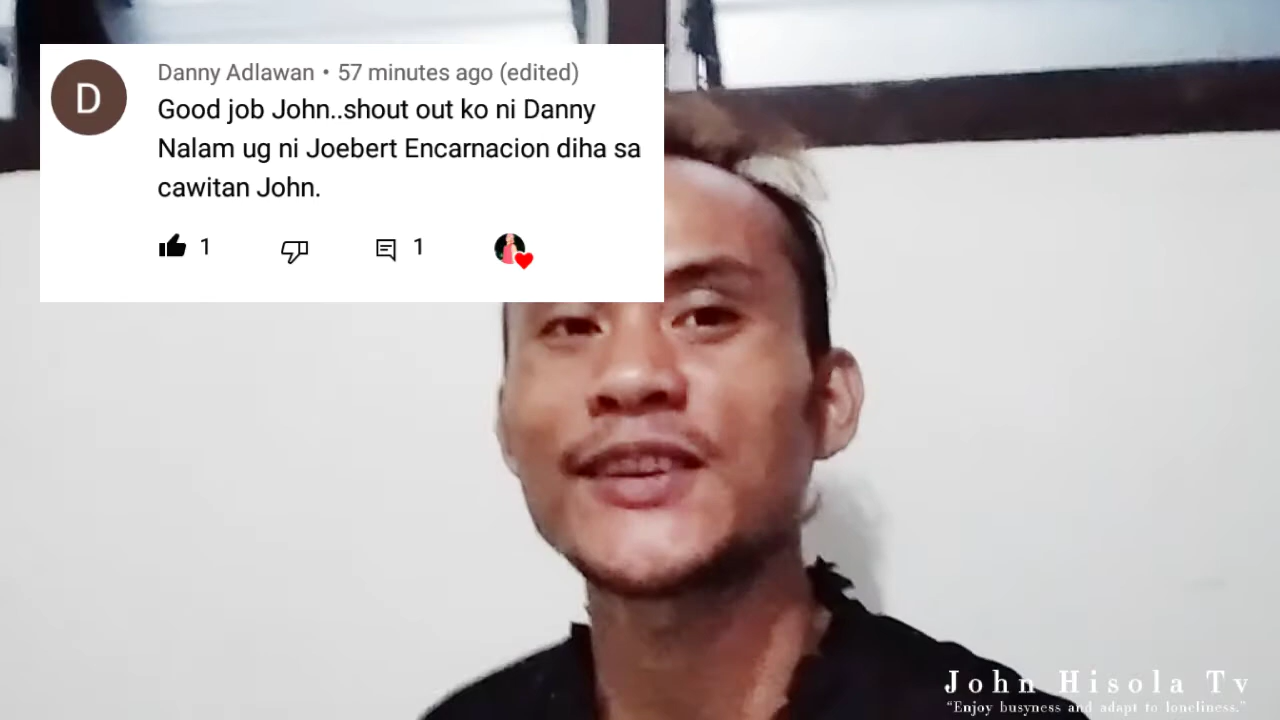 D
Danny Adlawan • 57 minutes ago (edited)
Good job John..shout out ko ni Danny
Nalam ug ni Joebert Encarnacion diha sa
cawitan John.
1
1
John Hisola Tv
“Enjoy busyness and adapt to loneliness.”